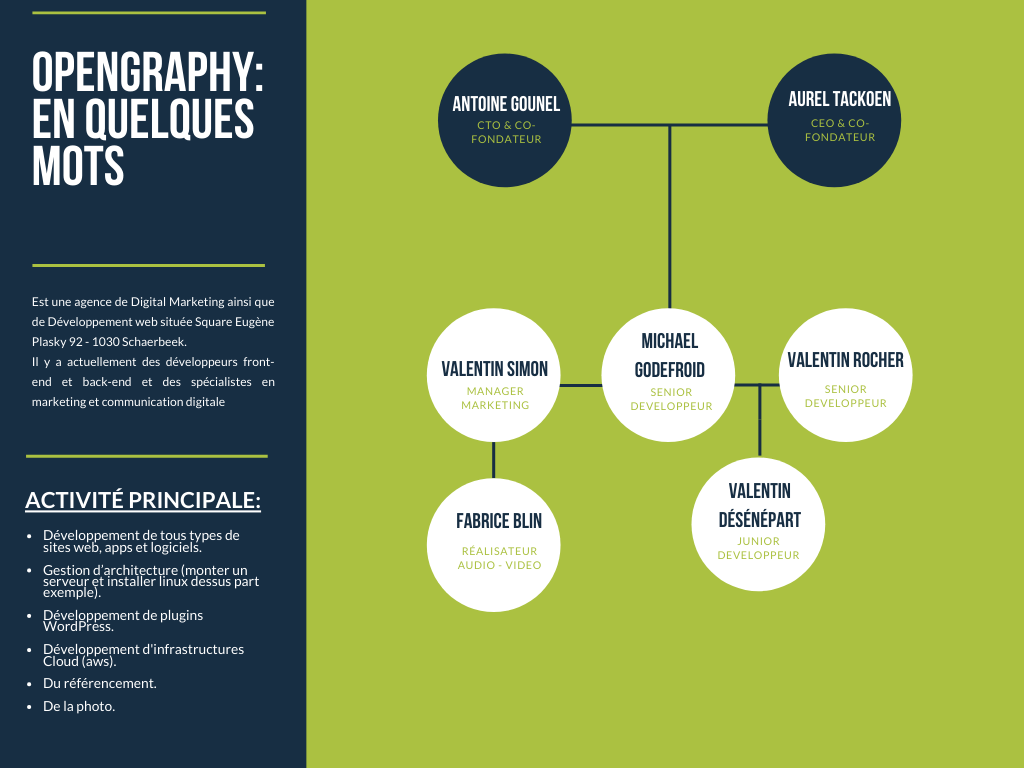 OPENGRAPHY:
EN QUELQUES
MOTS
Est une agence de Digital Marketing ainsi que
de Développement web située Square Eugène
Plasky 92 - 1030 Schaerbeek.
Il y a actuellement des développeurs front-
end et back-end et des spécialistes en
marketing et communication digitale
ACTIVITÉ PRINCIPALE:
• Développement de tous types de
sites web, apps et logiciels.
• Gestion d'architecture (monter un
serveur et installer linux dessus part
exemple).
• Développement de plugins
WordPress.
• Développement d'infrastructures
Cloud (aws).
• Du référencement.
• De la photo.
ANTOINE GOUNEL
CTO & CO-
FONDATEUR
AUREL TACKOEN
CEO & CO-
FONDATEUR
VALENTIN SIMON
MANAGER
MARKETING
MICHAEL
GODEFROID
SENIOR
DEVELOPPEUR
VALENTIN ROCHER
SENIOR
DEVELOPPEUR
FABRICE BLIN
RÉALISATEUR
AUDIO - VIDEO
VALENTIN
DÉSÉNÉPART
JUNIOR
DEVELOPPEUR